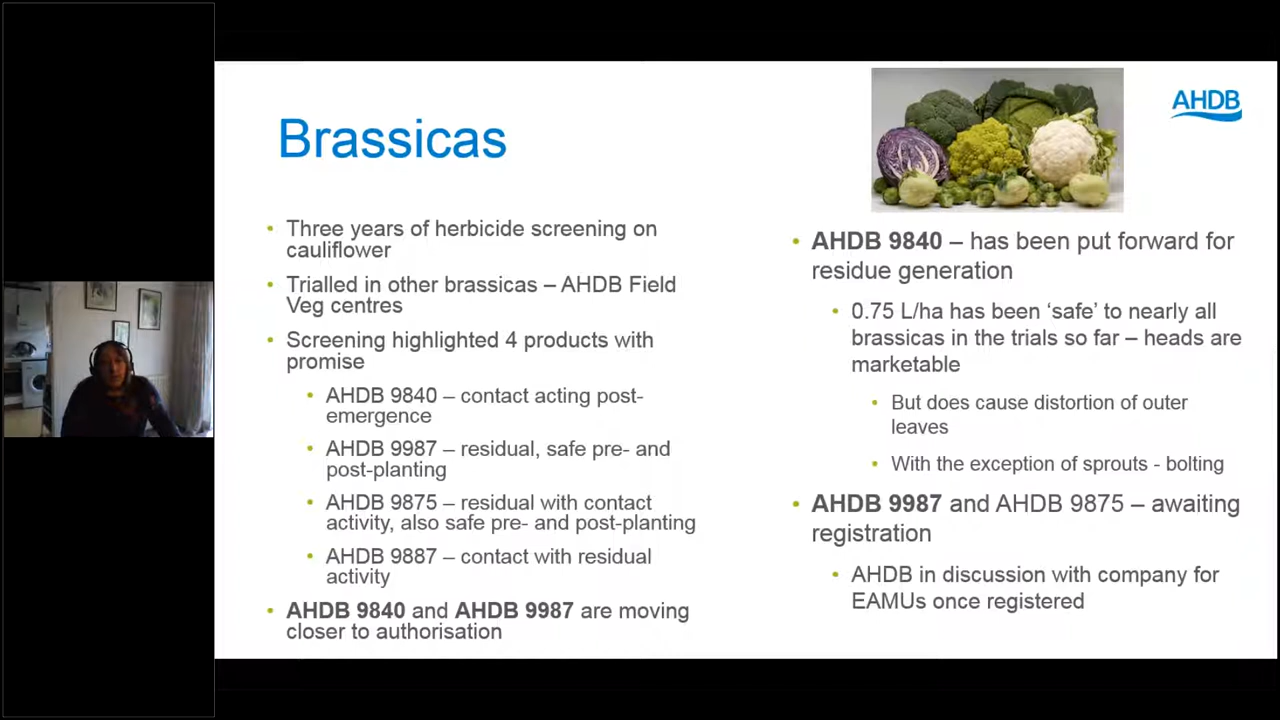 Brassicas
AHDB
Three years of herbicide screening on
cauliflower
Trialled in other brassicas – AHDB Field
Veg centres
Screening highlighted 4 products with
promise
AHDB 9840 – contact acting post-
emergence
AHDB 9987 – residual, safe pre- and
post-planting
AHDB 9875 – residual with contact
activity, also safe pre- and post-planting
AHDB 9887 – contact with residual
activity
AHDB 9840 and AHDB 9987 are moving
closer to authorisation
AHDB 9840 – has been put forward for
residue generation
0.75 L/ha has been ‘safe’ to nearly all
brassicas in the trials so far – heads are
marketable
But does cause distortion of outer
leaves
With the exception of sprouts - bolting
AHDB 9987 and AHDB 9875 – awaiting
registration
AHDB in discussion with company for
EAMUs once registered